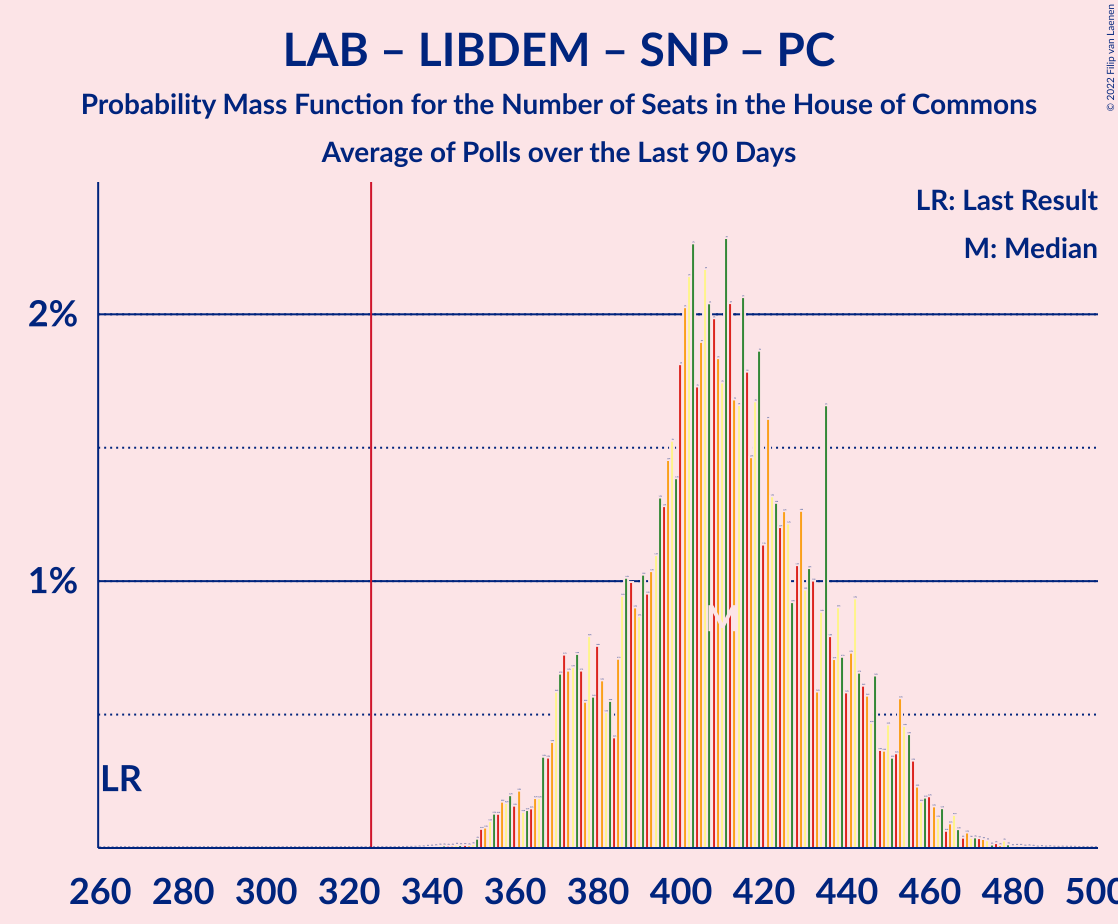 LAB – LIBDEM – SNP – PC
Probability Mass Function for the Number of Seats in the House of Commons
Average of Polls over the Last 90 Days
© 2022 Filip van Laenen
LR: Last Result
M: Median
2%
1%
M
LR
260 280 300 320 340 360 380 400 420 440 460 480 500